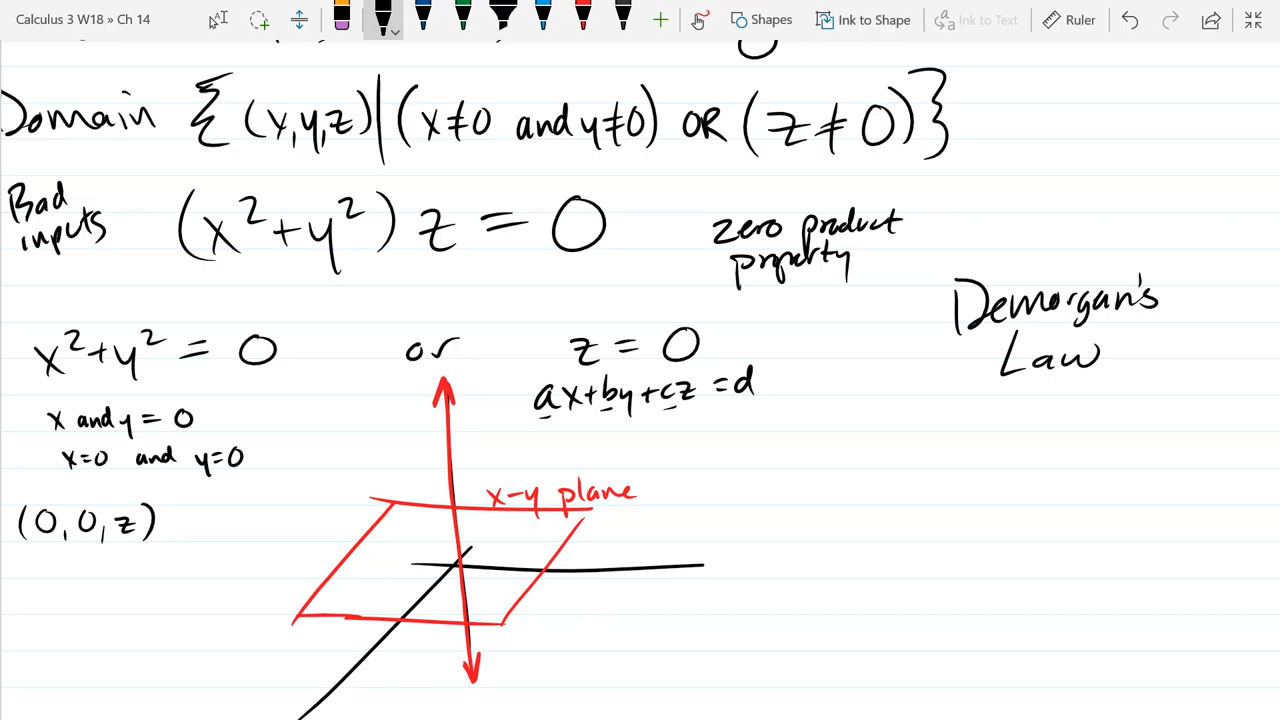 Calculus 3 W18 » Ch 14
Shapes
Ink to Shape
Ink to Text
Ruler
Domain {(x,y,z)|(x≠0 and y≠0) OR (z≠0)}
Bad inputs
(x²+y²) z = 0
zero product
property
Demorgan's
Law
x²+y² = 0 or z = 0
ax+by+cz = d
x and y = 0
x=0 and y=0
x-y plane
(0,0,z)